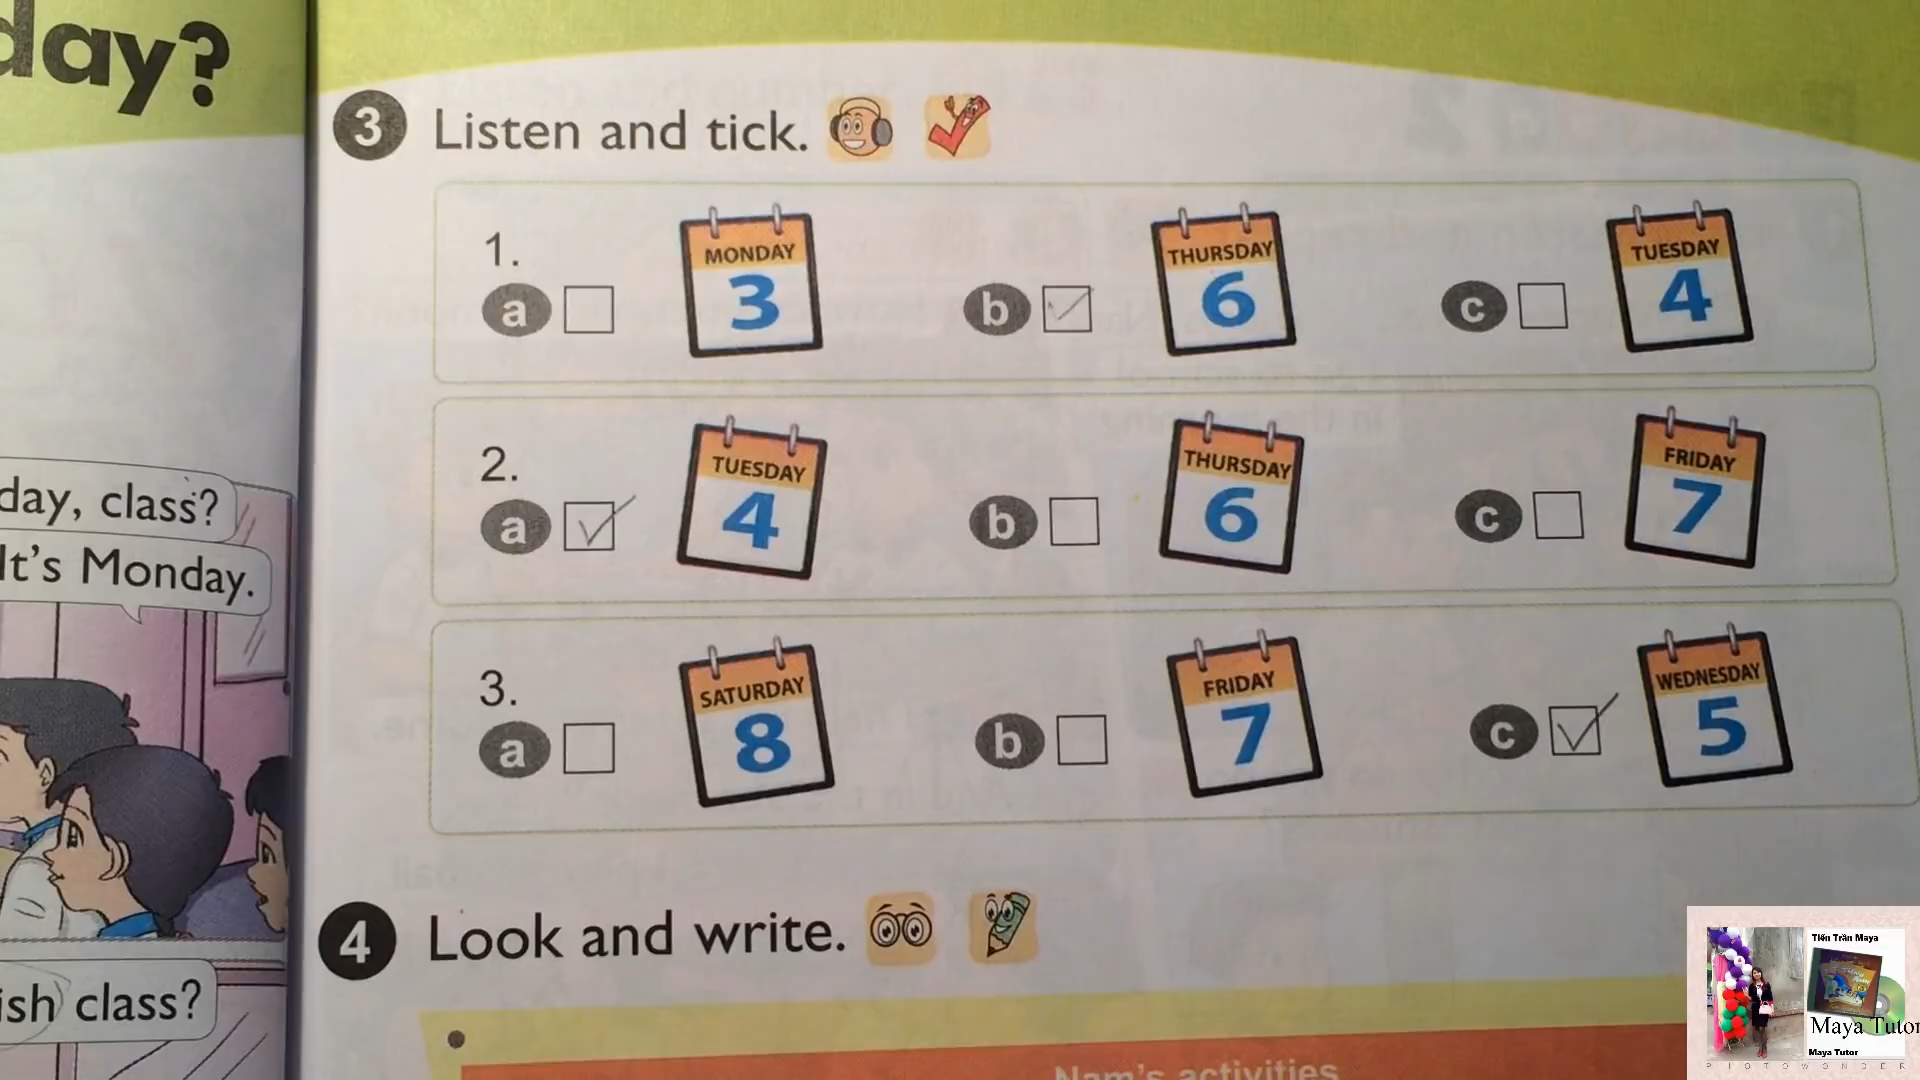 day?
3 Listen and tick.
1.
a MONDAY 3 b THURSDAY 6 c TUESDAY 4
2.
a TUESDAY 4 b THURSDAY 6 c FRIDAY 7
3.
a SATURDAY 8 b FRIDAY 7 c WEDNESDAY 5
day, class?
It's Monday.
ish class?
4 Look and write.
Nam's activities
Tiến Trần Maya
Maya Tutor
Maya Tutor
PHOTOWONDER